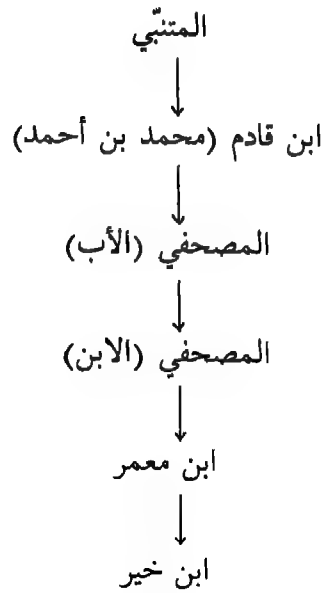 المتنبّي
ابن قادم (محمد بن أحمد)
المصحفي (الأب)
المصحفي (الابن)
ابن معمر
ابن خير